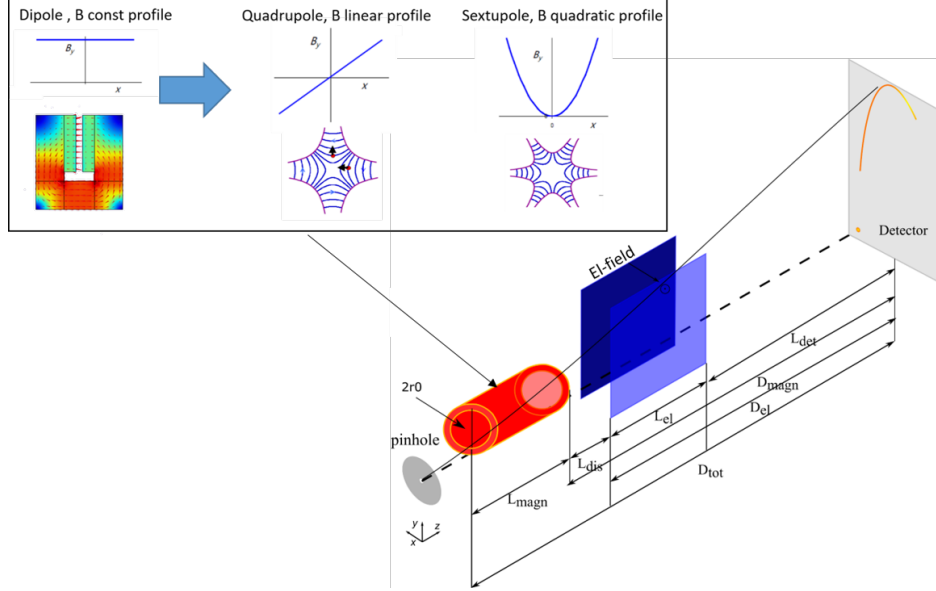 Dipole , B const profile
Quadrupole, B linear profile
Sextupole, B quadratic profile
By
x
By
x
By
x
0
Detector
El-field
2r0
pinhole
Ldet
Dmagn
Lel
Del
Ldis
Dtot
Lmagn
y
z
x